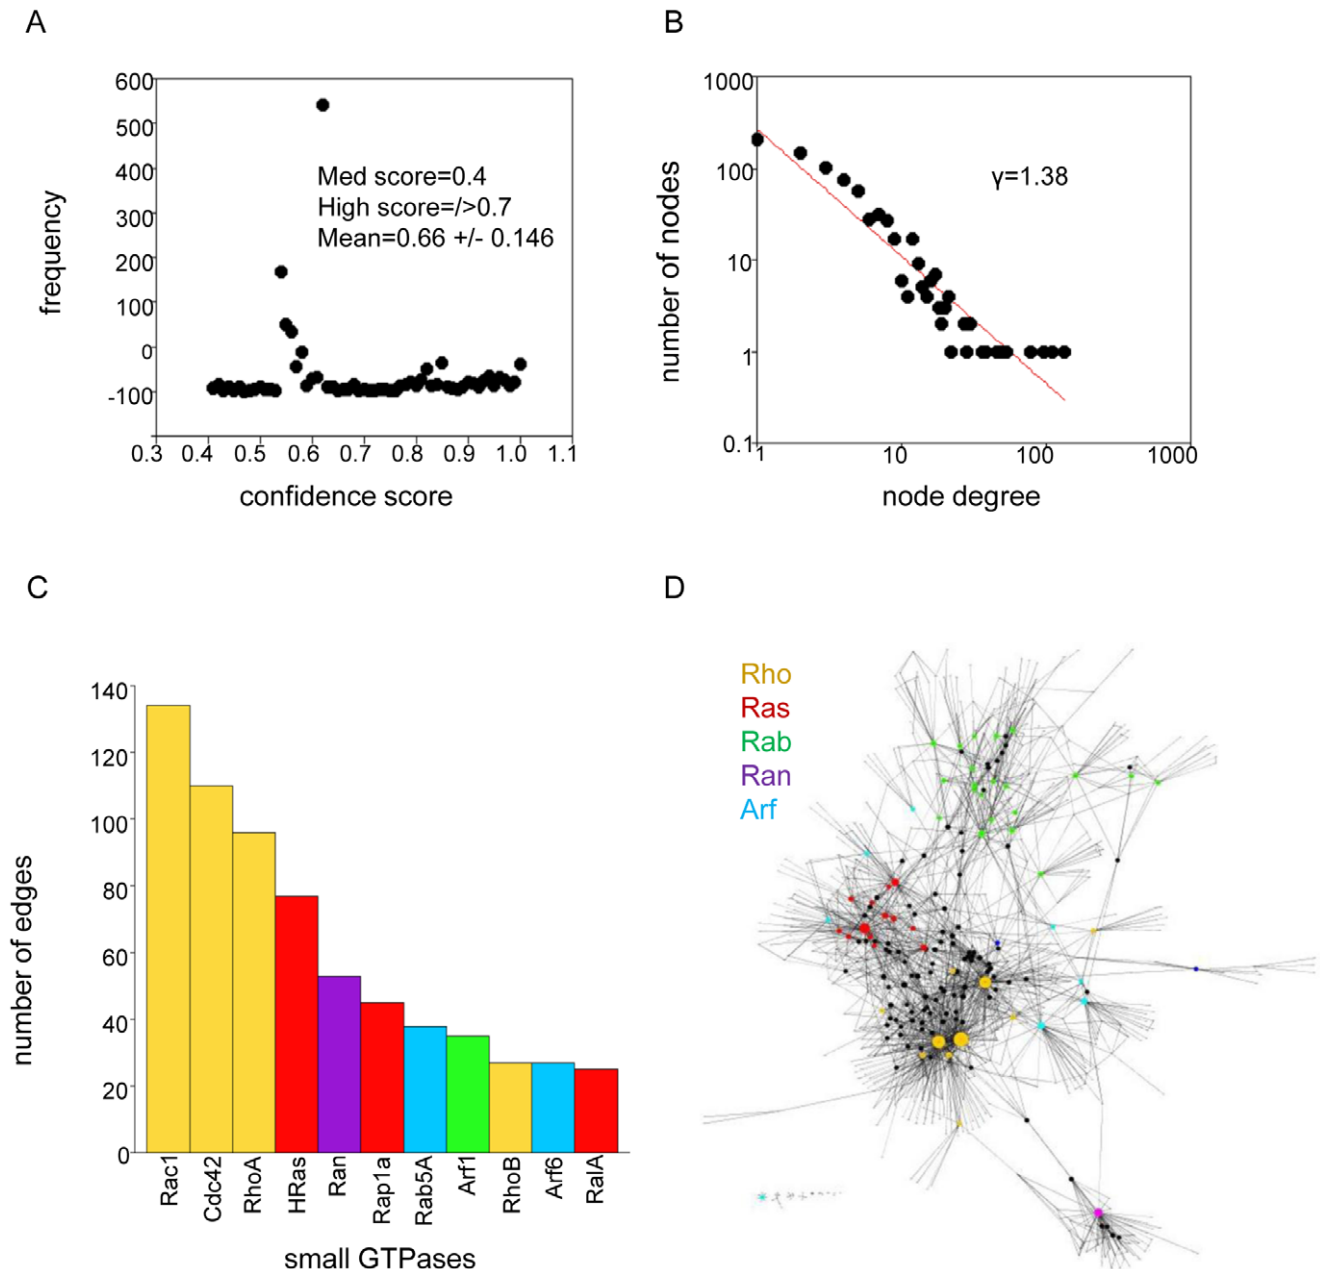 A
600
500
400
300
200
100
0
-100
0.3 0.4 0.5 0.6 0.7 0.8 0.9 1.0 1.1
frequency
confidence score
Med score=0.4
High score=/>0.7
Mean=0.66 +/- 0.146
B
1000
100
10
1
0.1
1 10 100 1000
number of nodes
node degree
γ=1.38
C
140
120
100
80
60
40
20
0
number of edges
Rac1
Cdc42
RhoA
HRas
Ran
Rap1a
Rab5A
Arf1
RhoB
Arf6
RalA
small GTPases
D
Rho
Ras
Rab
Ran
Arf